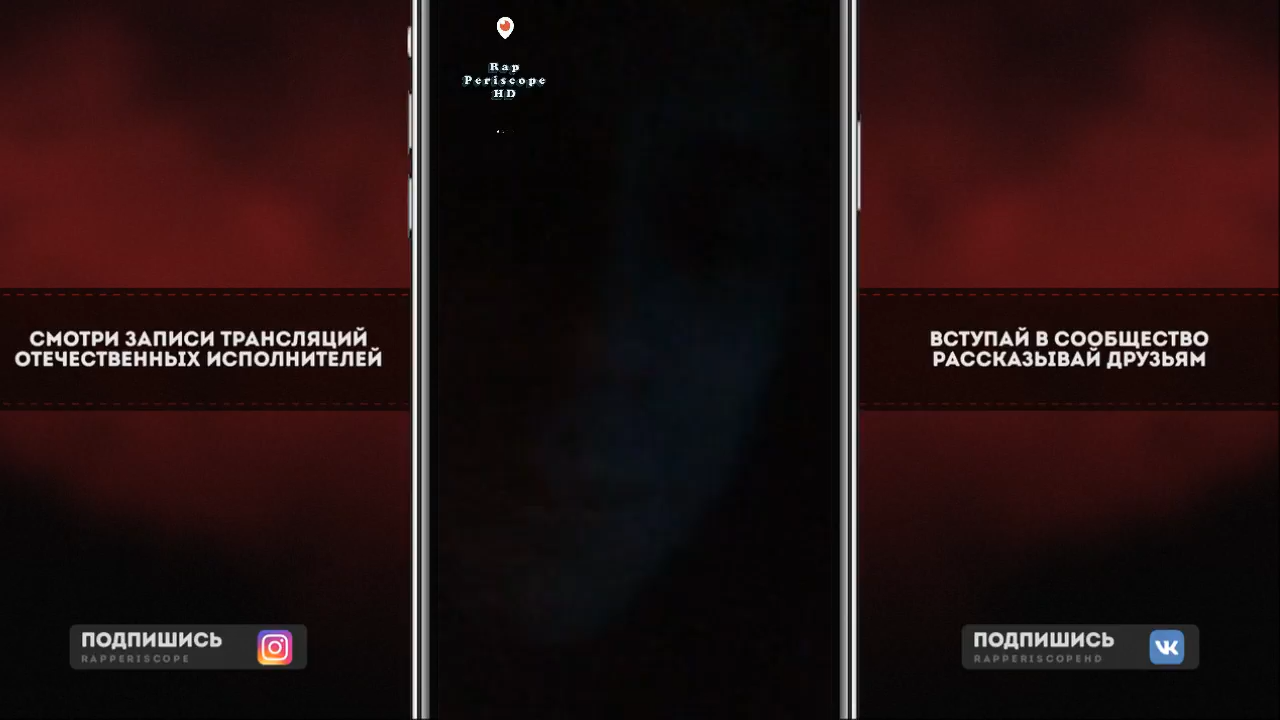 Rap
Periscope
HD
СМОТРИ ЗАПИСИ ТРАНСЛЯЦИЙ
ОТЕЧЕСТВЕННЫХ ИСПОЛНИТЕЛЕЙ
ВСТУПАЙ В СООБЩЕСТВО
РАССКАЗЫВАЙ ДРУЗЬЯМ
ПОДПИШИСЬ
RAPPERISCOPE
ПОДПИШИСЬ
RAPPERISCOPEHD